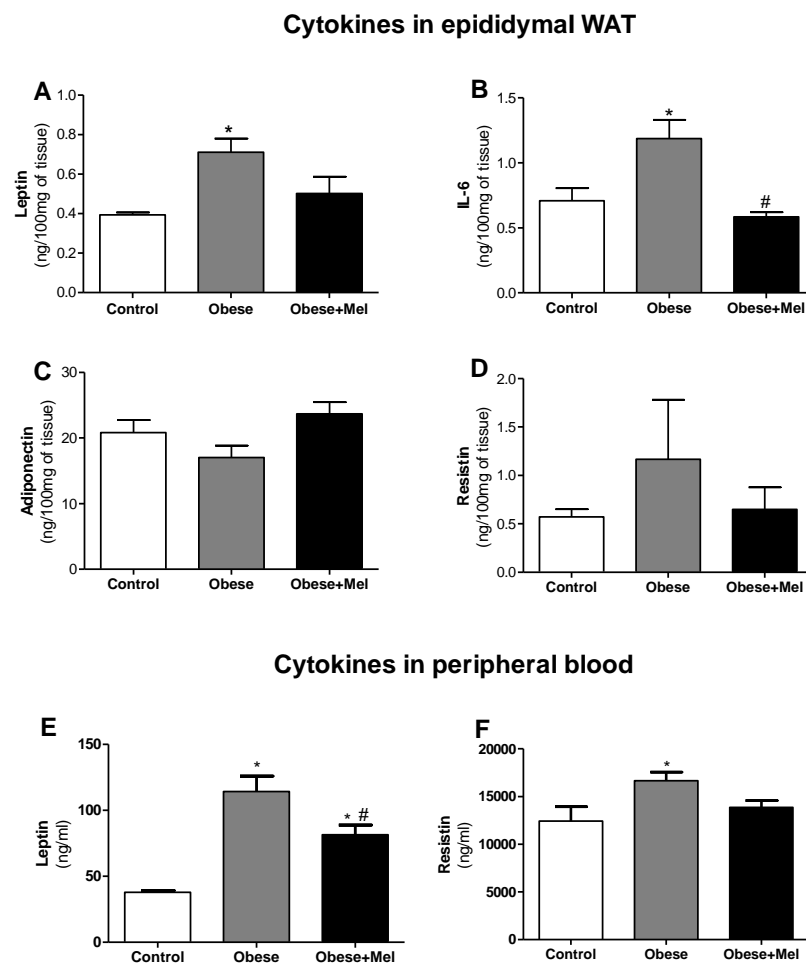 Cytokines in epididymal WAT
A
Leptin
(ng/100mg of tissue)
1.0
0.8
0.6
0.4
0.2
0.0
*
Control Obese Obese+Mel
B
IL-6
(ng/100mg of tissue)
1.5
1.0
0.5
0.0
*
#
Control Obese Obese+Mel
C
Adiponectin
(ng/100mg of tissue)
30
20
10
0
Control Obese Obese+Mel
D
Resistin
(ng/100mg of tissue)
2.0
1.5
1.0
0.5
0.0
Control Obese Obese+Mel
Cytokines in peripheral blood
E
Leptin
(ng/ml)
150
100
50
0
*
* #
Control Obese Obese+Mel
F
Resistin
(ng/ml)
20000
15000
10000
5000
0
*
Control Obese Obese+Mel